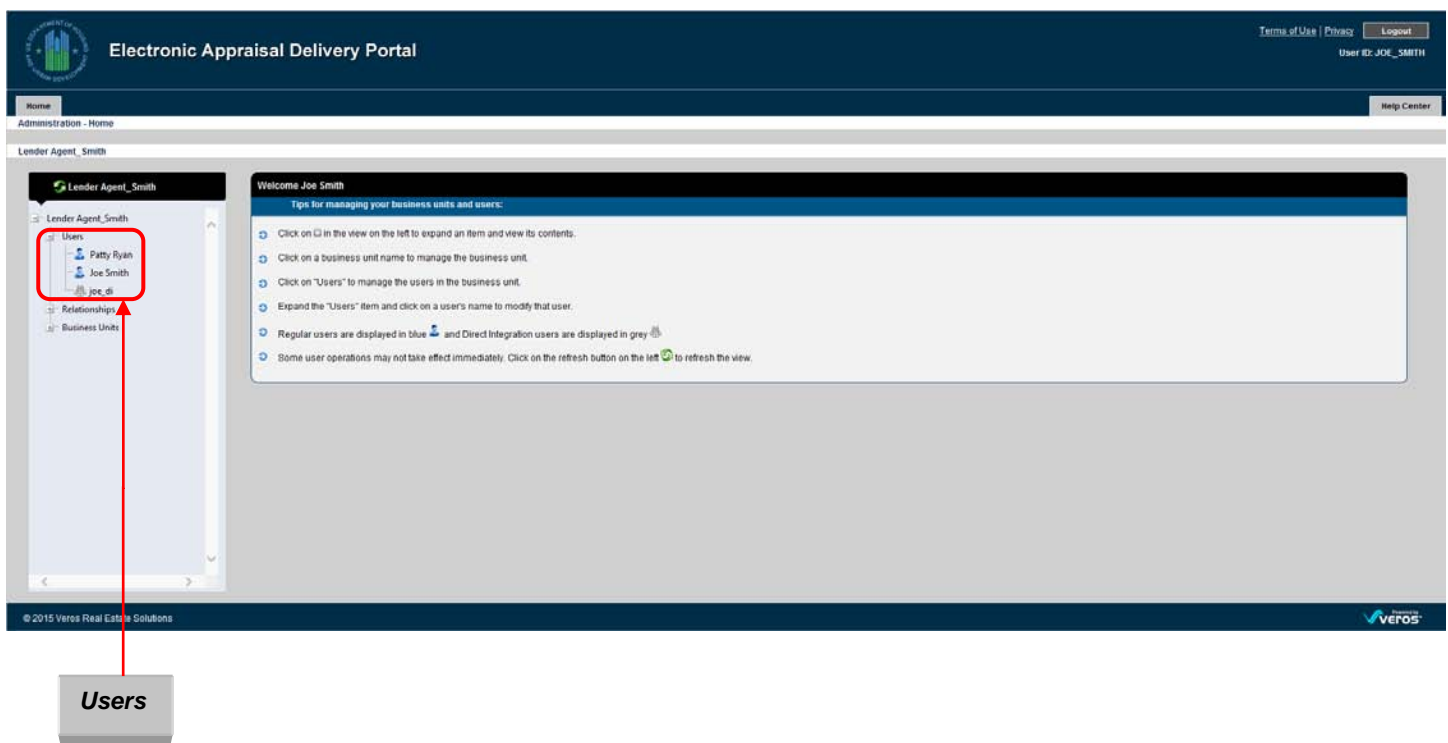 Terms of Use | Privacy Logout
Electronic Appraisal Delivery Portal
User ID: JOE_SMITH
Home
Help Center
Administration - Home
Lender Agent_Smith
Lender Agent_Smith
Welcome Joe Smith
Tips for managing your business units and users:
Lender Agent_Smith
Users
Patty Ryan
Joe Smith
joe_di
Relationships
Business Units
Click on in the view on the left to expand an item and view its contents.
Click on a business unit name to manage the business unit.
Click on "Users" to manage the users in the business unit.
Expand the "Users" item and click on a user's name to modify that user.
Regular users are displayed in blue and Direct Integration users are displayed in grey
Some user operations may not take effect immediately. Click on the refresh button on the left to refresh the view.
© 2015 Veros Real Estate Solutions
Powered by
veros
Users